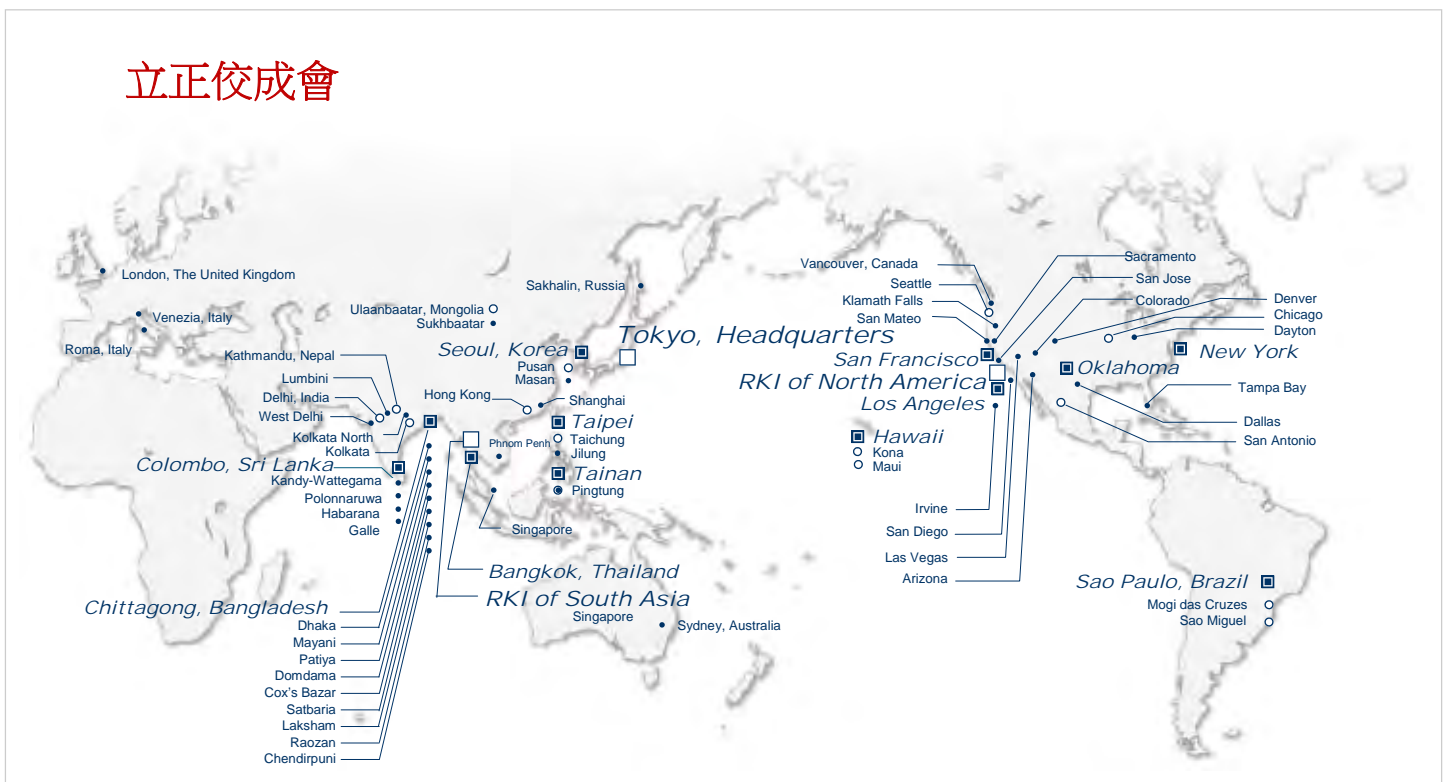 立正佼成會
London, The United Kingdom
Venezia, Italy
Roma, Italy
Ulaanbaatar, Mongolia
Sukhbaatar
Sakhalin, Russia
Tokyo, Headquarters
Seoul, Korea
Pusan
Masan
Kathmandu, Nepal
Lumbini
Delhi, India
West Delhi
Kolkata North
Kolkata
Hong Kong
Shanghai
Taipei
Taichung
Jilung
Tainan
Pingtung
Phnom Penh
Colombo, Sri Lanka
Kandy-Wattegama
Polonnaruwa
Habarana
Galle
Singapore
Bangkok, Thailand
RKI of South Asia
Singapore
Sydney, Australia
Chittagong, Bangladesh
Dhaka
Mayani
Patiya
Domdama
Cox's Bazar
Satbaria
Laksham
Raozan
Chendirpuni
Vancouver, Canada
Seattle
Klamath Falls
San Mateo
San Francisco
RKI of North America
Los Angeles
Hawaii
Kona
Maui
Irvine
San Diego
Las Vegas
Arizona
Sacramento
San Jose
Colorado
Denver
Chicago
Dayton
New York
Oklahoma
Tampa Bay
Dallas
San Antonio
Sao Paulo, Brazil
Mogi das Cruzes
Sao Miguel